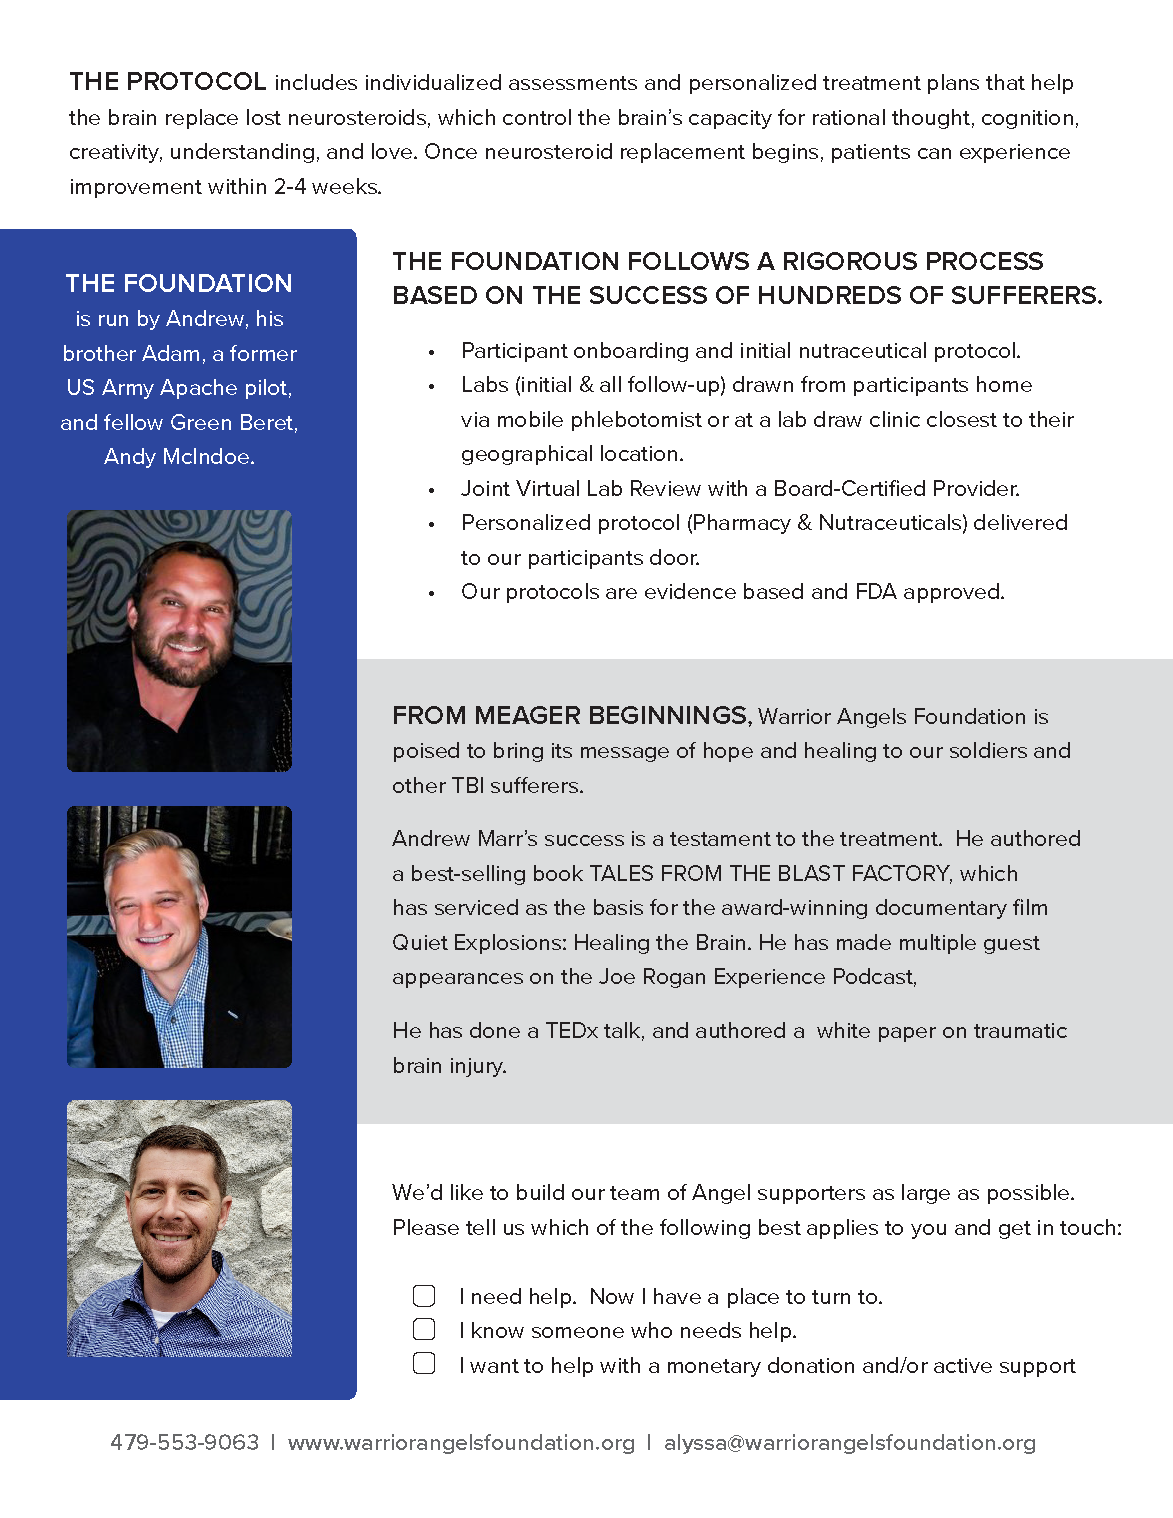 THE PROTOCOL includes individualized assessments and personalized treatment plans that help
the brain replace lost neurosteroids, which control the brain’s capacity for rational thought, cognition,
creativity, understanding, and love. Once neurosteroid replacement begins, patients can experience
improvement within 2-4 weeks.
THE FOUNDATION
is run by Andrew, his
brother Adam, a former
US Army Apache pilot,
and fellow Green Beret,
Andy McIndoe.
THE FOUNDATION FOLLOWS A RIGOROUS PROCESS
BASED ON THE SUCCESS OF HUNDREDS OF SUFFERERS.
• Participant onboarding and initial nutraceutical protocol.
• Labs (initial & all follow-up) drawn from participants home
via mobile phlebotomist or at a lab draw clinic closest to their
geographical location.
• Joint Virtual Lab Review with a Board-Certified Provider.
• Personalized protocol (Pharmacy & Nutraceuticals) delivered
to our participants door.
• Our protocols are evidence based and FDA approved.
FROM MEAGER BEGINNINGS, Warrior Angels Foundation is
poised to bring its message of hope and healing to our soldiers and
other TBI sufferers.
Andrew Marr’s success is a testament to the treatment.  He authored
a best-selling book TALES FROM THE BLAST FACTORY, which
has serviced as the basis for the award-winning documentary film
Quiet Explosions: Healing the Brain. He has made multiple guest
appearances on the Joe Rogan Experience Podcast,
He has done a TEDx talk, and authored a  white paper on traumatic
brain injury.
We’d like to build our team of Angel supporters as large as possible.
Please tell us which of the following best applies to you and get in touch:
I need help.  Now I have a place to turn to.
I know someone who needs help.
I want to help with a monetary donation and/or active support
479-553-9063 | www.warriorangelsfoundation.org | alyssa@warriorangelsfoundation.org